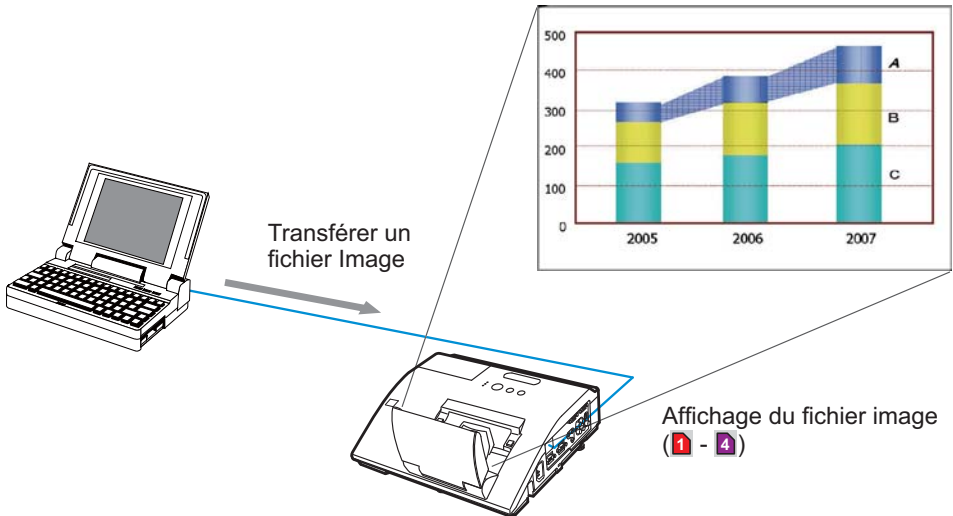 500
400
300
200
100
0
A
B
C
2005 2006 2007
Transférer un
fichier Image
Affichage du fichier image
(1 - 4)